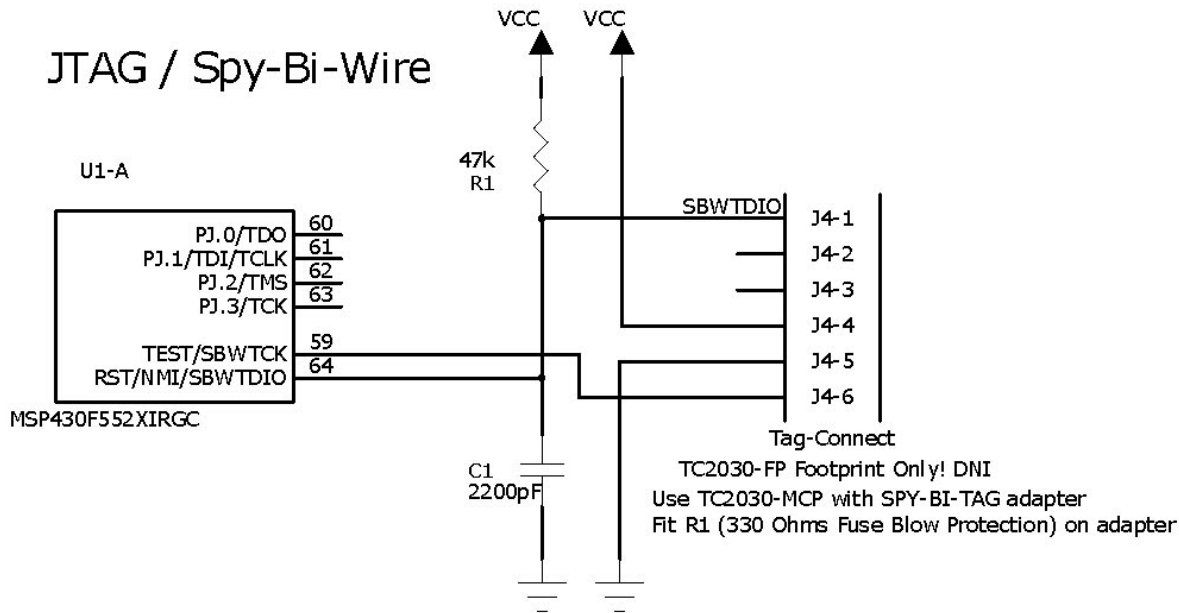 VCC VCC
JTAG / Spy-Bi-Wire
47k
R1
U1-A
SBWTDIO
J4-1
PJ.0/TDO 60
J4-2
PJ.1/TDI/TCLK 61
PJ.2/TMS 62
J4-3
PJ.3/TCK 63
J4-4
TEST/SBWTCK 59
J4-5
RST/NMI/SBWTDIO 64
J4-6
MSP430F552XIRGC
Tag-Connect
C1
2200pF
TC2030-FP Footprint Only! DNI
Use TC2030-MCP with SPY-BI-TAG adapter
Fit R1 (330 Ohms Fuse Blow Protection) on adapter